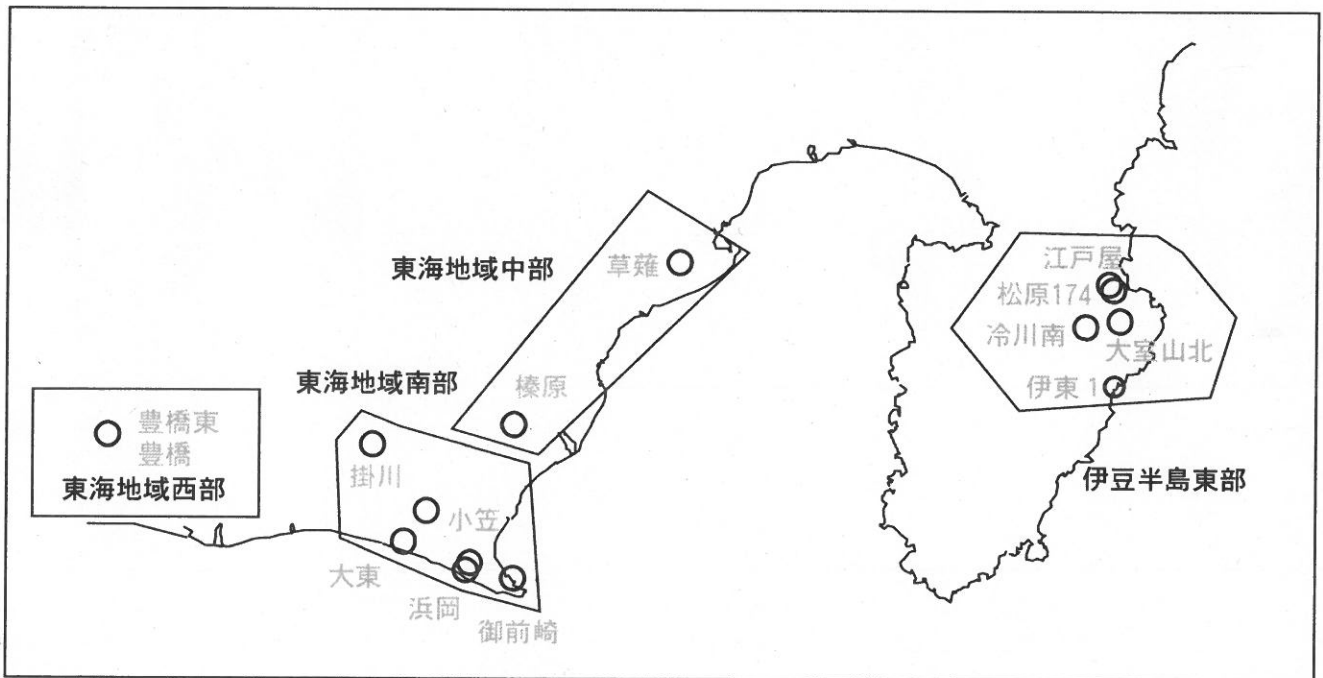 東海地域中部
草薙
榛原
東海地域南部
掛川
小笠
大東
浜岡
御前崎
豊橋東
豊橋
東海地域西部
江戸屋
松原174
冷川南
大室山北
伊東1
伊豆半島東部